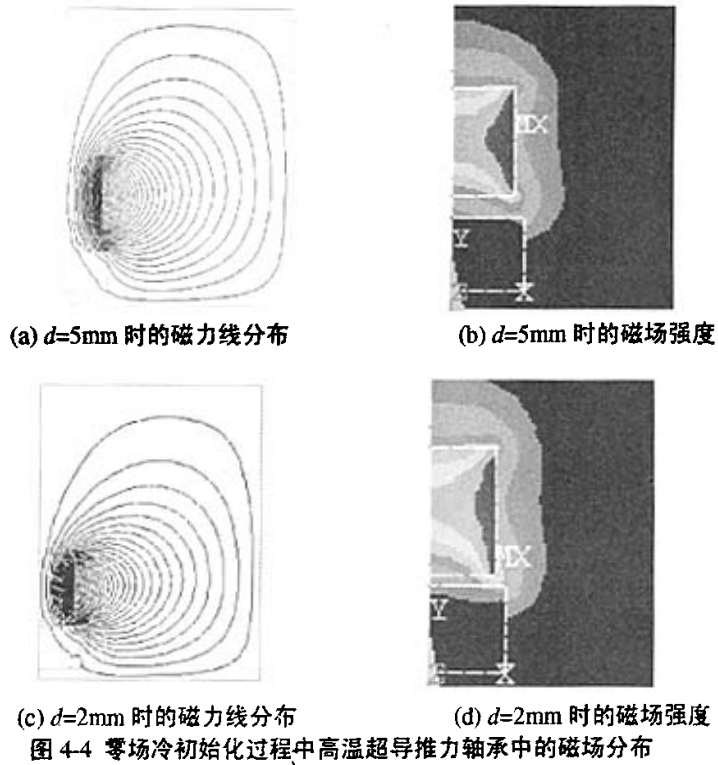 MX
Y
X
(a) d=5mm 时的磁力线分布
(b) d=5mm 时的磁场强度
MX
Y
X
(c) d=2mm 时的磁力线分布
(d) d=2mm 时的磁场强度
图 4-4 零场冷初始化过程中高温超导推力轴承中的磁场分布